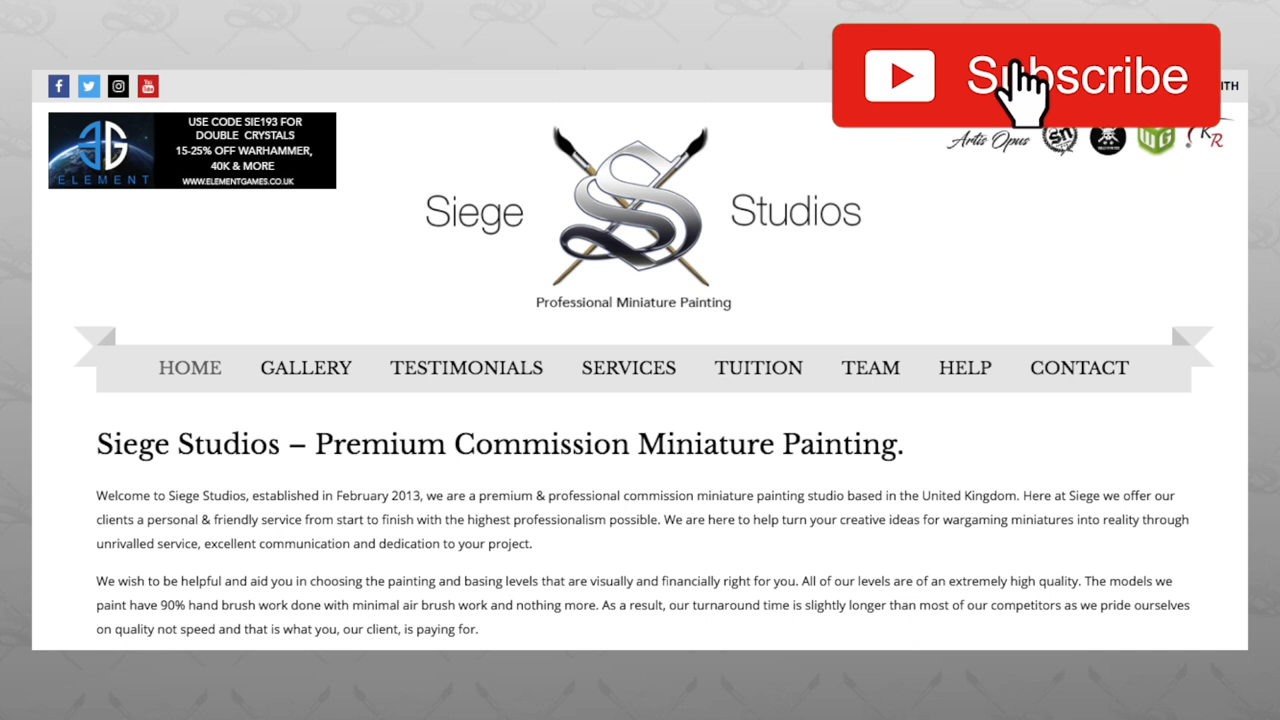 Subscribe
ITH
USE CODE SIE193 FOR
DOUBLE CRYSTALS
15-25% OFF WARHAMMER,
40K & MORE
WWW.ELEMENTGAMES.CO.UK
ELEMENT
Artis Opus
Siege S Studios
Professional Miniature Painting
HOME GALLERY TESTIMONIALS SERVICES TUITION TEAM HELP CONTACT
Siege Studios – Premium Commission Miniature Painting.
Welcome to Siege Studios, established in February 2013, we are a premium & professional commission miniature painting studio based in the United Kingdom. Here at Siege we offer our
clients a personal & friendly service from start to finish with the highest professionalism possible. We are here to help turn your creative ideas for wargaming miniatures into reality through
unrivalled service, excellent communication and dedication to your project.
We wish to be helpful and aid you in choosing the painting and basing levels that are visually and financially right for you. All of our levels are of an extremely high quality. The models we
paint have 90% hand brush work done with minimal air brush work and nothing more. As a result, our turnaround time is slightly longer than most of our competitors as we pride ourselves
on quality not speed and that is what you, our client, is paying for.